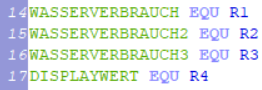 14 WASSERVERBRAUCH EQU R1
15 WASSERVERBRAUCH2 EQU R2
16 WASSERVERBRAUCH3 EQU R3
17 DISPLAYWERT EQU R4